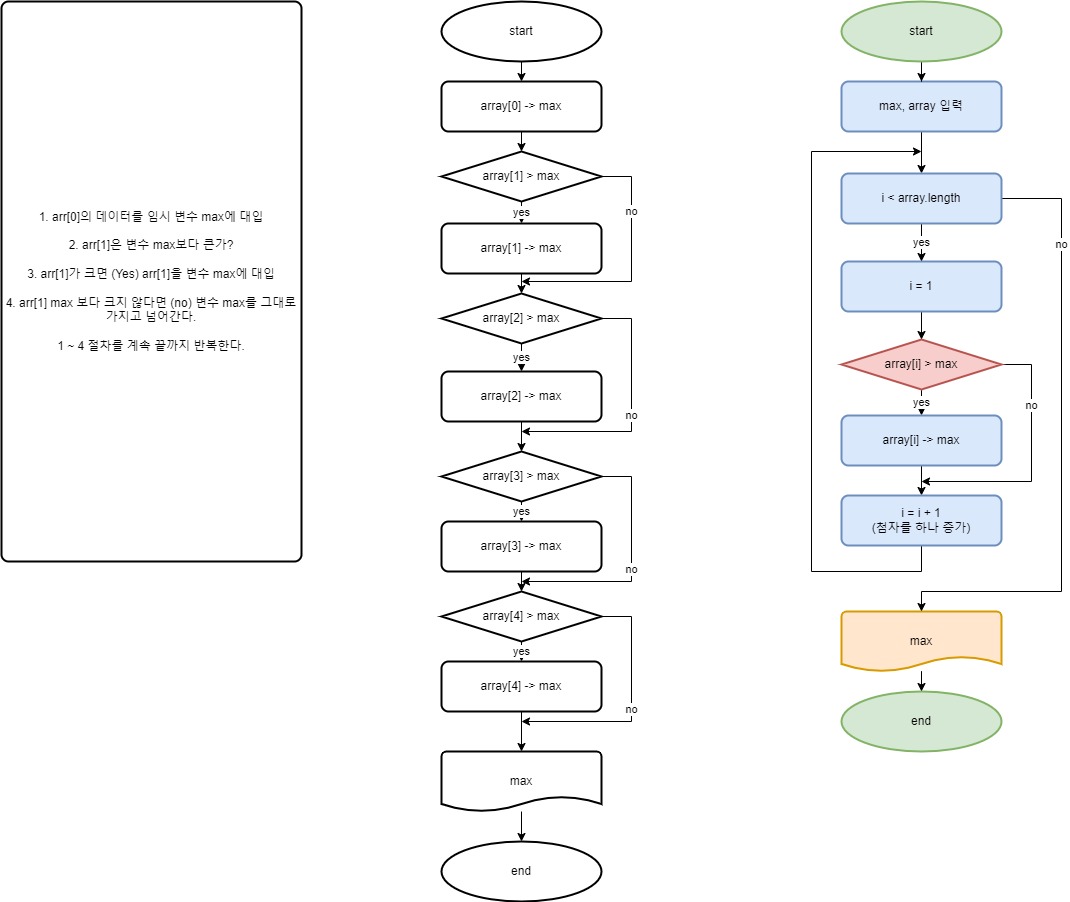 1. arr[0]의 데이터를 임시 변수 max에 대입
2. arr[1]은 변수 max보다 큰가?
3. arr[1]가 크면 (Yes) arr[1]을 변수 max에 대입
4. arr[1] max 보다 크지 않다면 (no) 변수 max를 그대로
가지고 넘어간다.
1 ~ 4 절차를 계속 끝까지 반복한다.
start
array[0] -> max
array[1] > max
yes
no
array[1] -> max
array[2] > max
yes
array[2] -> max
no
array[3] > max
yes
array[3] -> max
no
array[4] > max
yes
array[4] -> max
no
max
end
start
max, array 입력
i < array.length
yes
no
i = 1
array[i] > max
yes
no
array[i] -> max
i = i + 1
(첨자를 하나 증가)
max
end